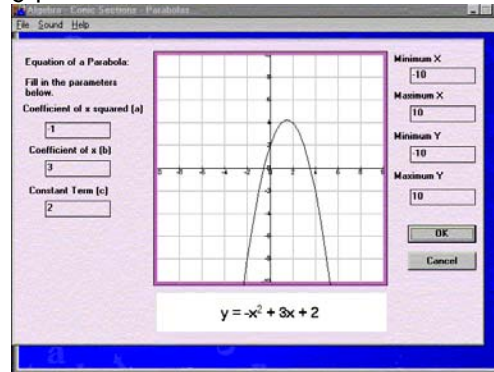 Algebra - Conic Sections - Parabolas
File Sound Help
Equation of a Parabola:
Fill in the parameters
below.
Coefficient of x squared (a)
-1
Coefficient of x (b)
3
Constant Term (c)
2
Minimum X
-10
Maximum X
10
Minimum Y
-10
Maximum Y
10
OK
Cancel
y = -x² + 3x + 2